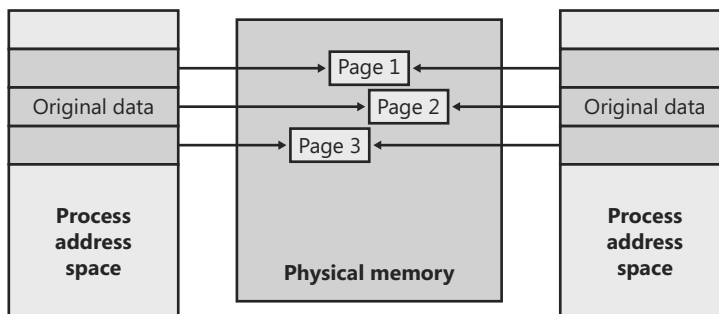 Page 1
Original data
Page 2
Original data
Page 3
Process
address
space
Physical memory
Process
address
space